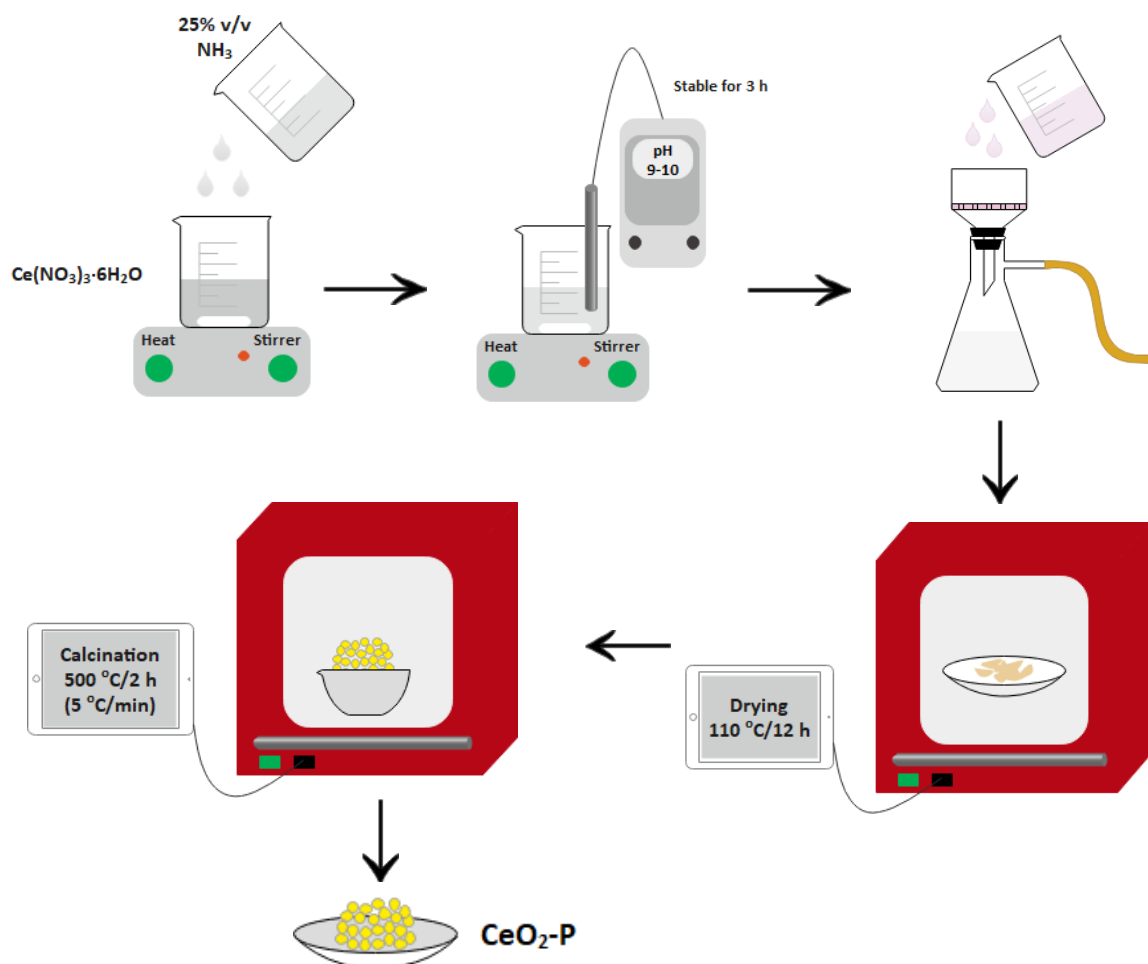 25% v/v
NH₃
Ce(NO₃)₃·6H₂O
Heat
Stirrer
Stable for 3 h
pH
9-10
Heat
Stirrer
Drying
110 °C/12 h
Calcination
500 °C/2 h
(5 °C/min)
CeO₂-P